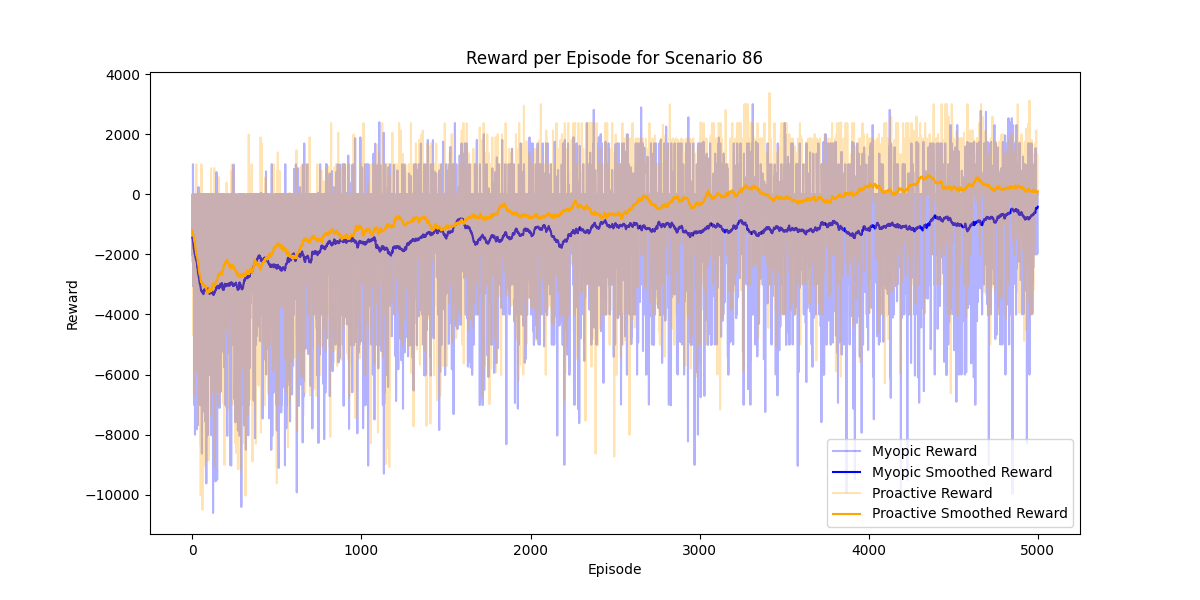 Reward per Episode for Scenario 86
4000
2000
0
−2000
−4000
−6000
−8000
−10000
Reward
Myopic Reward
Myopic Smoothed Reward
Proactive Reward
Proactive Smoothed Reward
0 1000 2000 3000 4000 5000
Episode